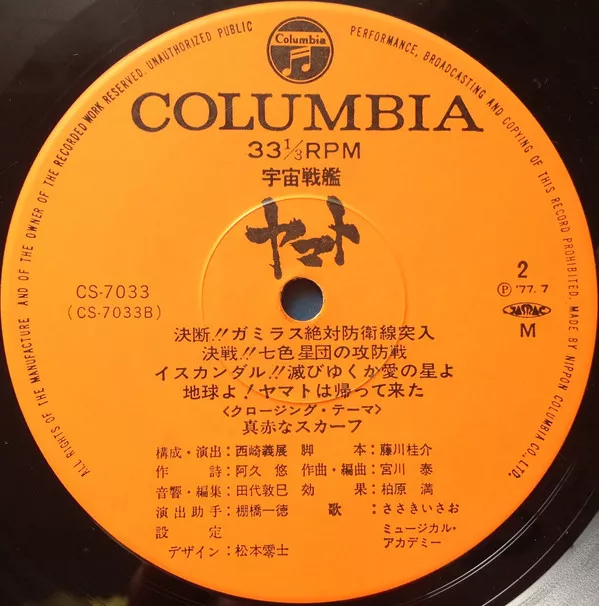 ALL RIGHTS OF THE MANUFACTURE AND OF THE OWNER OF THE RECORDED WORK RESERVED. UNAUTHORIZED PUBLIC PERFORMANCE, BROADCASTING AND COPYING OF THIS RECORD PROHIBITED. MADE BY NIPPON COLUMBIA CO., LTD.
Columbia
COLUMBIA
33⅓RPM
宇宙戦艦
ヤマト
CS-7033
(CS-7033B)
2
Ⓟ '77. 7
JASRAC
M
決断!!ガミラス絶対防衛線突入
決戦!!七色星団の攻防戦
イスカンダル!!滅びゆくか愛の星よ
地球よ!ヤマトは帰って来た
〈クロージング・テーマ〉
真赤なスカーフ
構成・演出:西崎義展 脚本:藤川桂介
作詩:阿久悠 作曲・編曲:宮川泰
音響・編集:田代敦巳 効果:柏原満
演出助手:棚橋一徳 歌:ささきいさお
設定
デザイン:松本零士
ミュージカル・
アカデミー